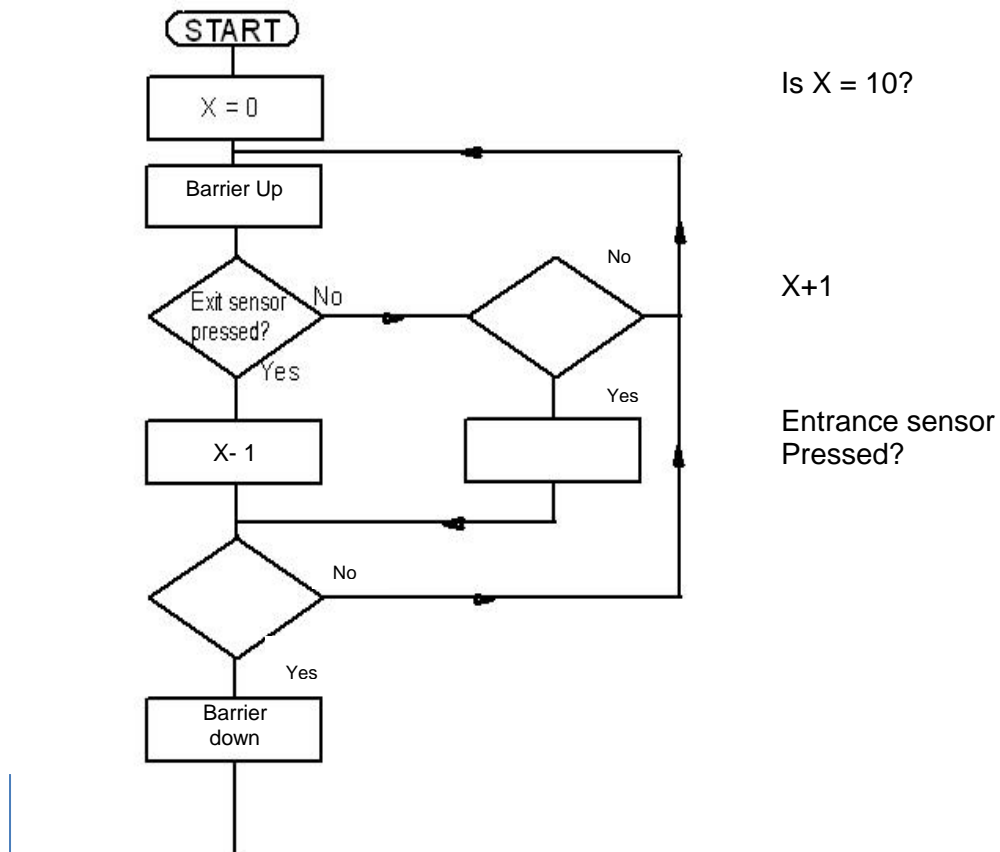 START
Is X = 10?
X = 0
Barrier Up
No
Exit sensor
pressed?
No
X+1
Yes
Yes
Entrance sensor
Pressed?
X- 1
No
Yes
Barrier
down